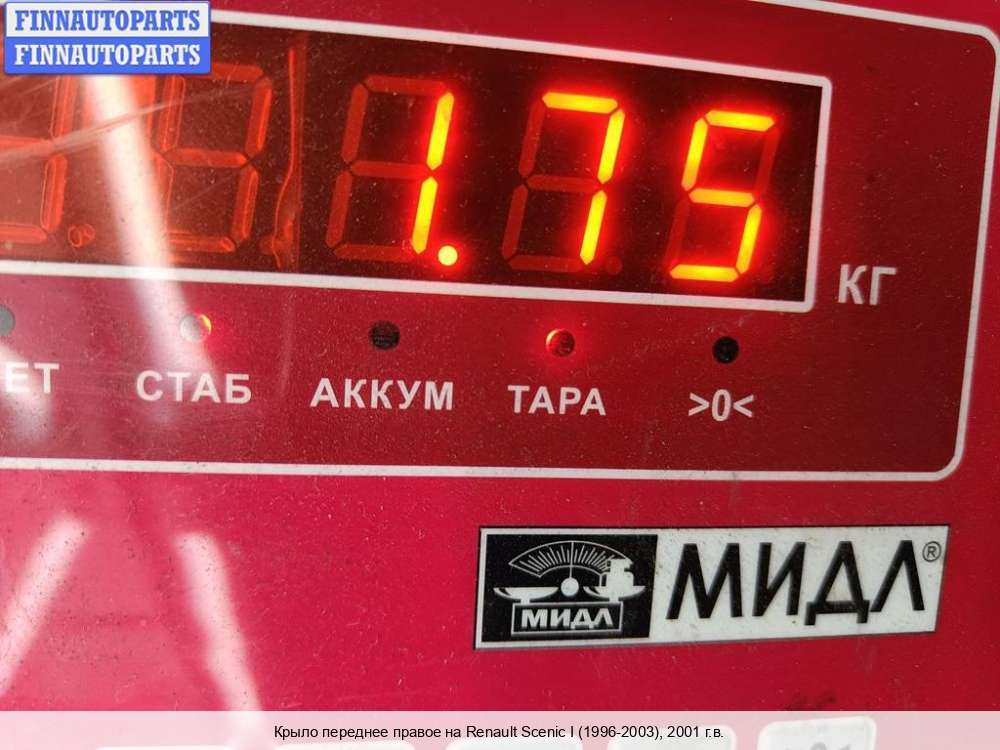 FINNAUTOPARTS
FINNAUTOPARTS
1.75
КГ
СТАБ АККУМ ТАРА >0<
МИДЛ МИДЛ®
Крыло переднее правое на Renault Scenic I (1996-2003), 2001 г.в.